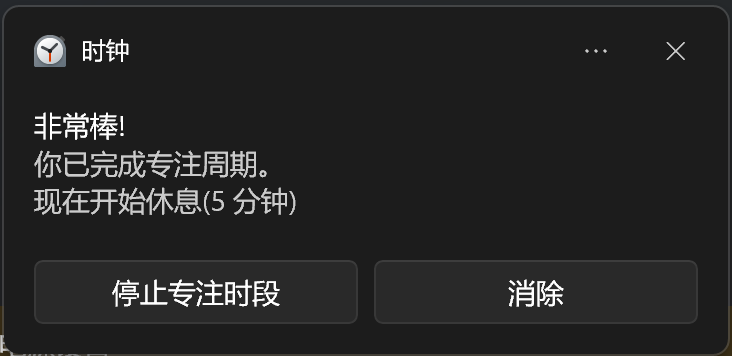 时钟
非常棒!
你已完成专注周期。
现在开始休息(5 分钟)
停止专注时段
消除